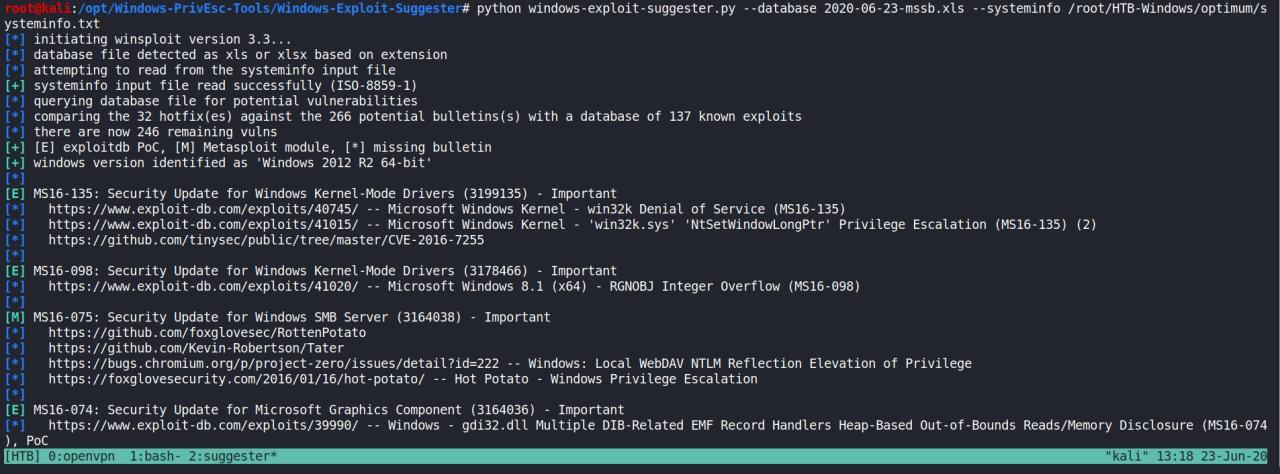 root@kali:/opt/Windows-PrivEsc-Tools/Windows-Exploit-Suggester# python windows-exploit-suggester.py --database 2020-06-23-mssb.xls --systeminfo /root/HTB-Windows/optimum/s
ysteminfo.txt
[*] initiating winsploit version 3.3...
[*] database file detected as xls or xlsx based on extension
[*] attempting to read from the systeminfo input file
[+] systeminfo input file read successfully (ISO-8859-1)
[*] querying database file for potential vulnerabilities
[*] comparing the 32 hotfix(es) against the 266 potential bulletins(s) with a database of 137 known exploits
[*] there are now 246 remaining vulns
[+] [E] exploitdb PoC, [M] Metasploit module, [*] missing bulletin
[+] windows version identified as 'Windows 2012 R2 64-bit'
[*]
[E] MS16-135: Security Update for Windows Kernel-Mode Drivers (3199135) - Important
[*]   https://www.exploit-db.com/exploits/40745/ -- Microsoft Windows Kernel - win32k Denial of Service (MS16-135)
[*]   https://www.exploit-db.com/exploits/41015/ -- Microsoft Windows Kernel - 'win32k.sys' 'NtSetWindowLongPtr' Privilege Escalation (MS16-135) (2)
[*]   https://github.com/tinysec/public/tree/master/CVE-2016-7255
[*]
[E] MS16-098: Security Update for Windows Kernel-Mode Drivers (3178466) - Important
[*]   https://www.exploit-db.com/exploits/41020/ -- Microsoft Windows 8.1 (x64) - RGNOBJ Integer Overflow (MS16-098)
[*]
[M] MS16-075: Security Update for Windows SMB Server (3164038) - Important
[*]   https://github.com/foxglovesec/RottenPotato
[*]   https://github.com/Kevin-Robertson/Tater
[*]   https://bugs.chromium.org/p/project-zero/issues/detail?id=222 -- Windows: Local WebDAV NTLM Reflection Elevation of Privilege
[*]   https://foxglovesecurity.com/2016/01/16/hot-potato/ -- Hot Potato - Windows Privilege Escalation
[*]
[E] MS16-074: Security Update for Microsoft Graphics Component (3164036) - Important
[*]   https://www.exploit-db.com/exploits/39990/ -- Windows - gdi32.dll Multiple DIB-Related EMF Record Handlers Heap-Based Out-of-Bounds Reads/Memory Disclosure (MS16-074
), PoC
[HTB] 0:openvpn  1:bash- 2:suggester* "kali" 13:18 23-Jun-20